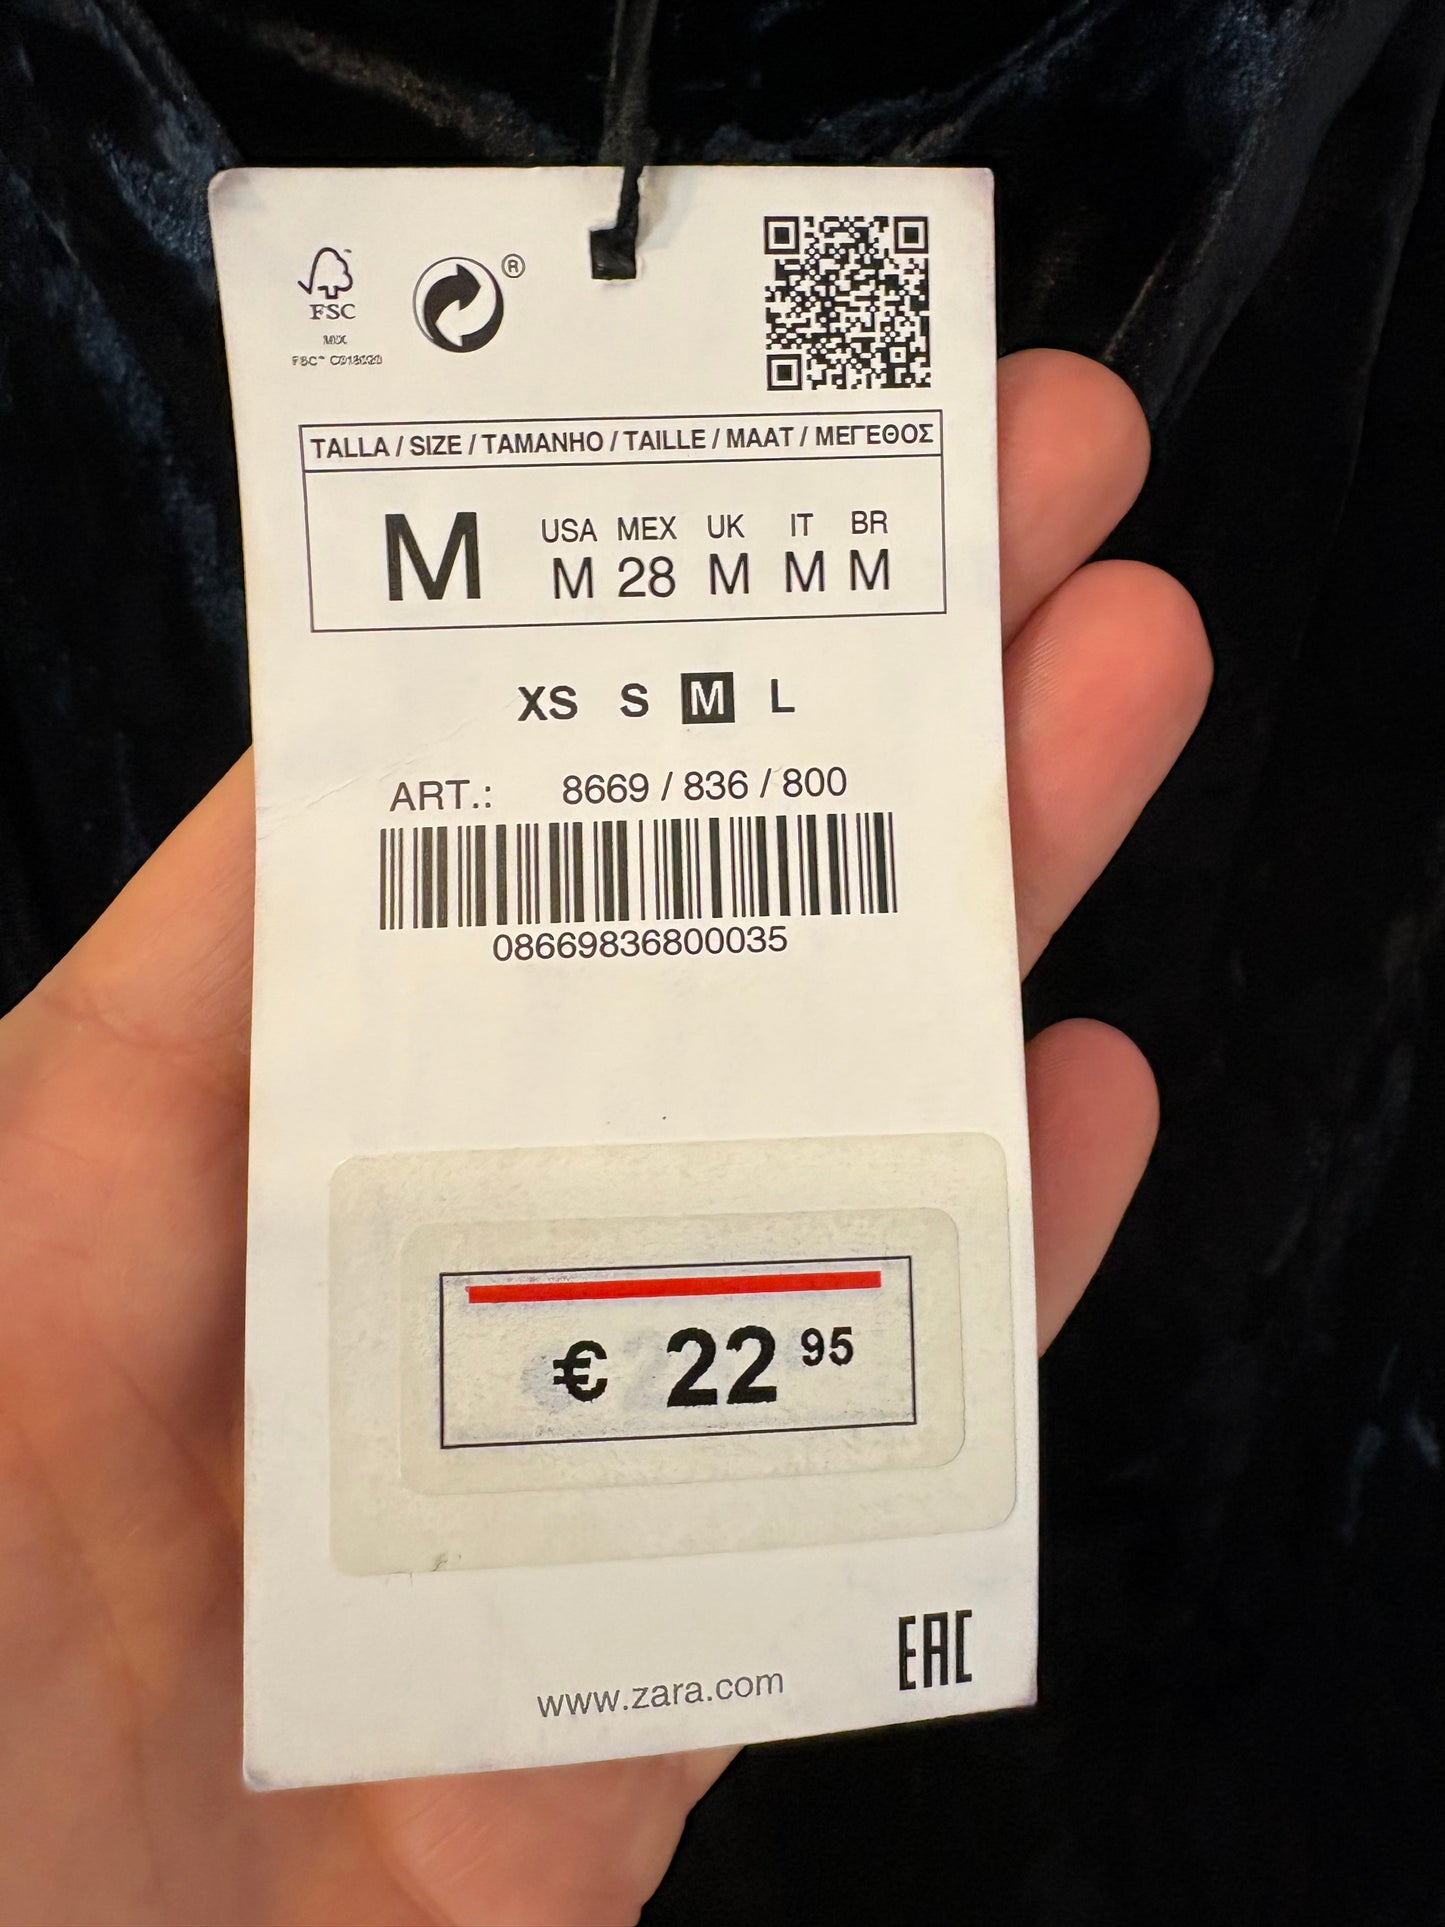 FSC
MIX
®
TALLA / SIZE / TAMANHO / TAILLE / MAAT / ΜΕΓΕΘΟΣ
USA MEX UK IT BR
M M 28 M M M
XS S M L
ART.: 8669 / 836 / 800
08669836800035
€ 22 95
EAC
www.zara.com